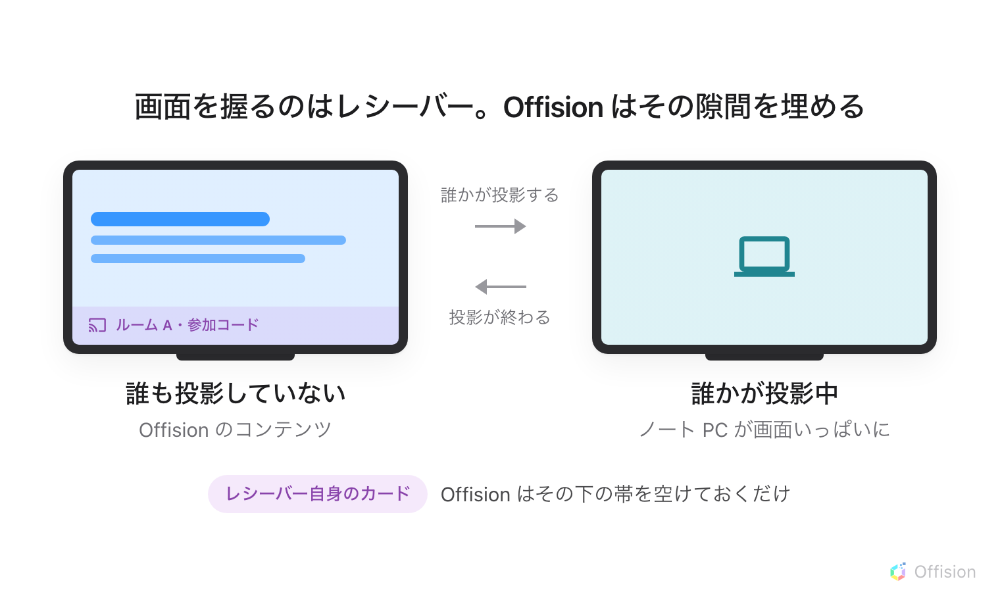 画面を握るのはレシーバー。Offision はその隙間を埋める
誰かが投影する
投影が終わる
ルーム A・参加コード
誰も投影していない
Offision のコンテンツ
誰かが投影中
ノート PC が画面いっぱいに
レシーバー自身のカード
Offision はその下の帯を空けておくだけ
Offision